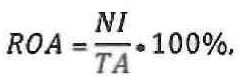 ROA = NI/TA • 100%,